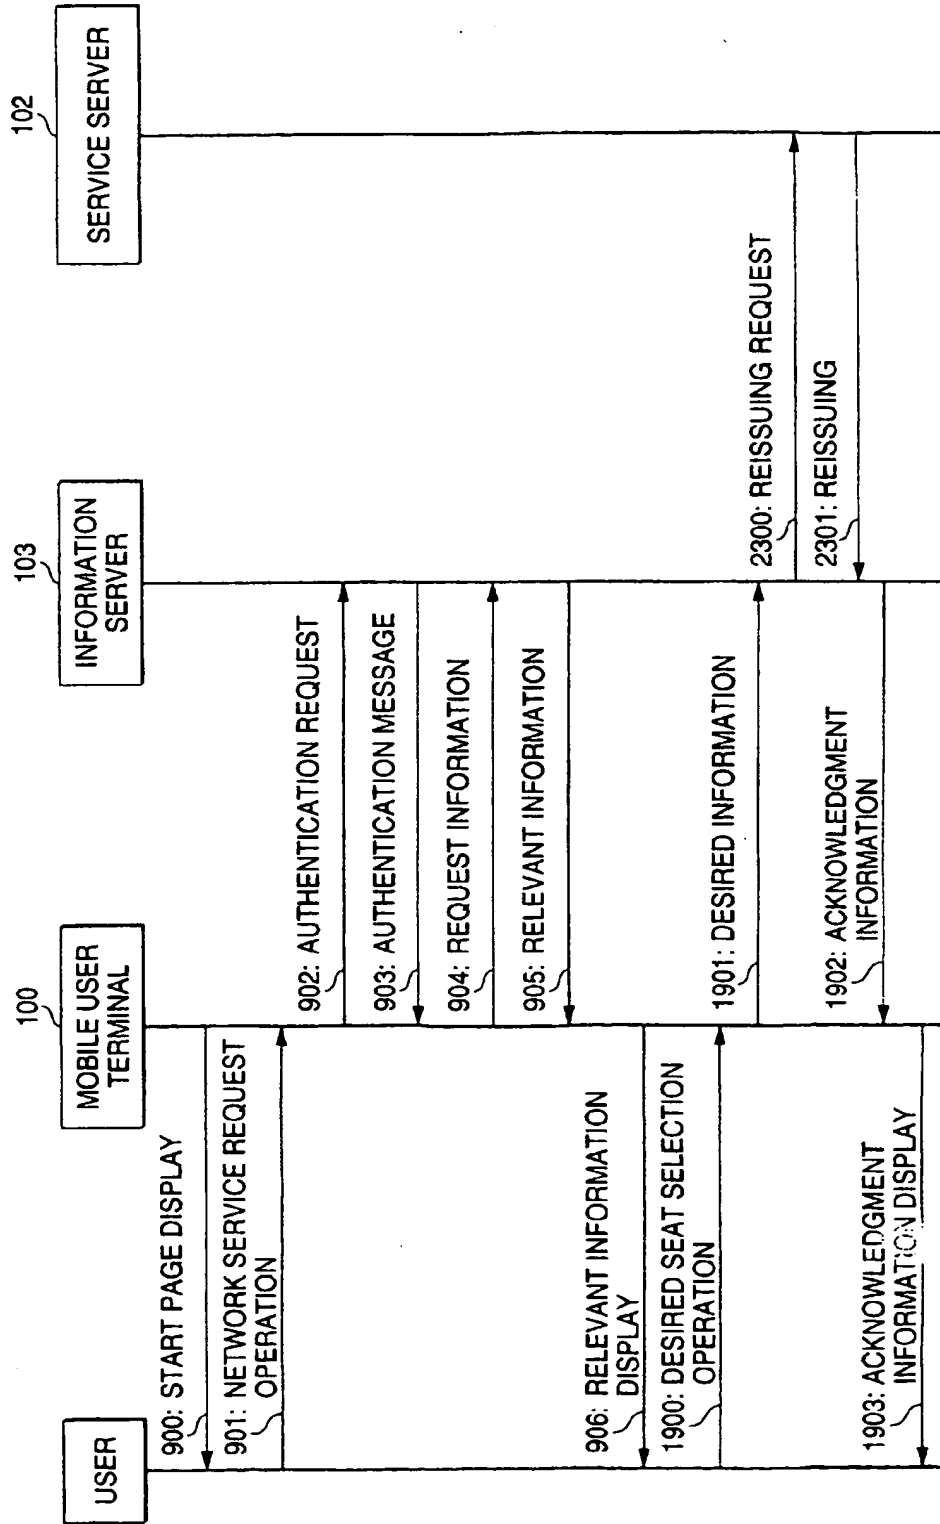 USER
100
MOBILE USER
TERMINAL
103
INFORMATION
SERVER
102
SERVICE SERVER
900: START PAGE DISPLAY
901: NETWORK SERVICE REQUEST
OPERATION
902: AUTHENTICATION REQUEST
903: AUTHENTICATION MESSAGE
904: REQUEST INFORMATION
905: RELEVANT INFORMATION
906: RELEVANT INFORMATION
DISPLAY
1900: DESIRED SEAT SELECTION
OPERATION
1901: DESIRED INFORMATION
2300: REISSUING REQUEST
2301: REISSUING
1902: ACKNOWLEDGMENT
INFORMATION
1903: ACKNOWLEDGMENT
INFORMATION DISPLAY